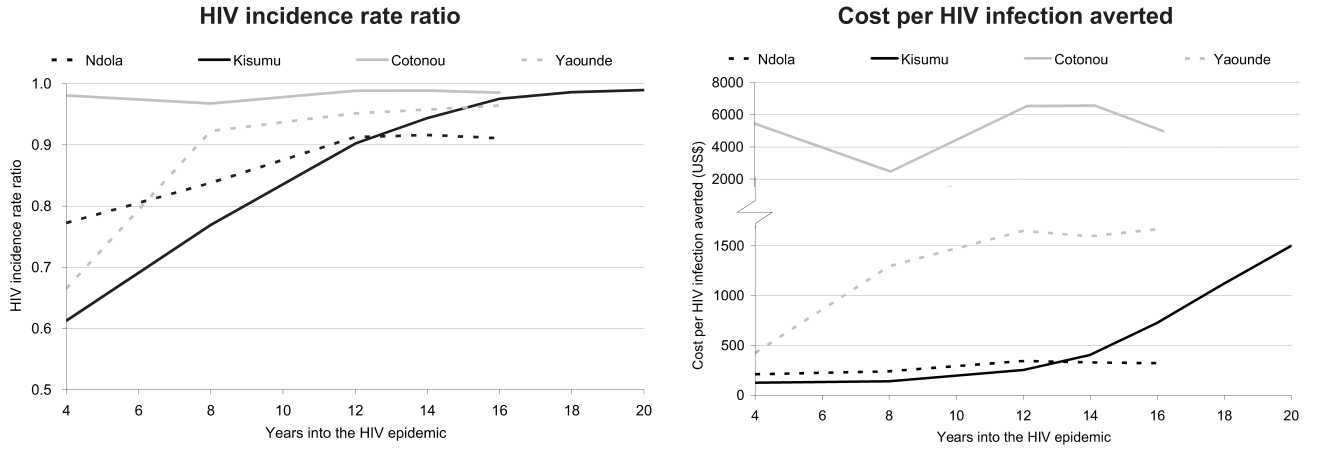 HIV incidence rate ratio
Ndola Kisumu Cotonou Yaounde
HIV incidence rate ratio
1.0
0.9
0.8
0.7
0.6
0.5
4 6 8 10 12 14 16 18 20
Years into the HIV epidemic
Cost per HIV infection averted
Ndola Kisumu Cotonou Yaounde
Cost per HIV infection averted (US$)
8000
6000
4000
2000
1500
1000
500
0
4 6 8 10 12 14 16 18 20
Years into the HIV epidemic